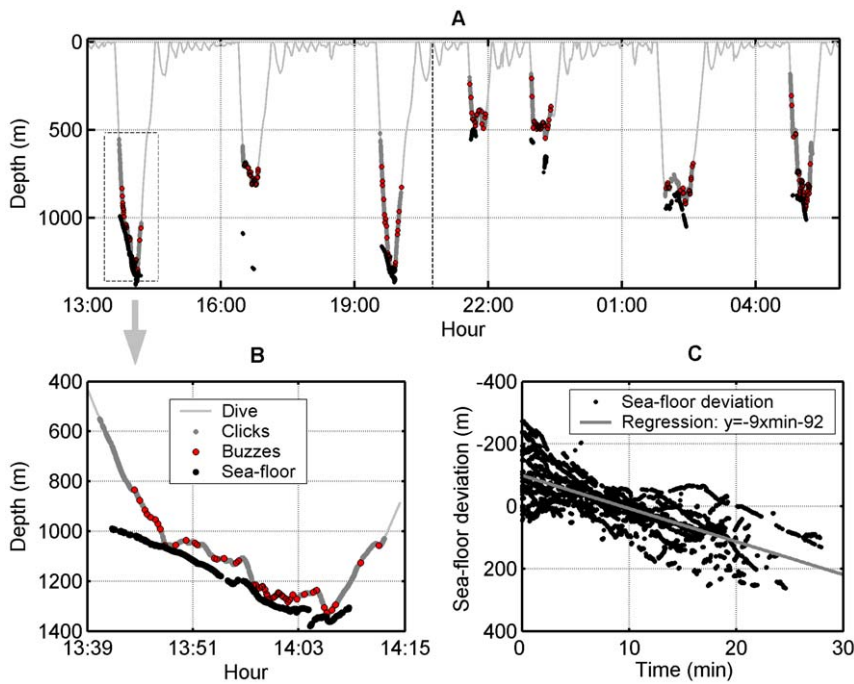 A
0
500
1000
Depth (m)
13:00 16:00 19:00 22:00 01:00 04:00
Hour
B
400
600
800
1000
1200
1400
Depth (m)
Dive
Clicks
Buzzes
Sea-floor
13:39 13:51 14:03 14:15
Hour
C
-400
-200
0
200
400
Sea-floor deviation (m)
Sea-floor deviation
Regression: y=-9xmin-92
0 10 20 30
Time (min)